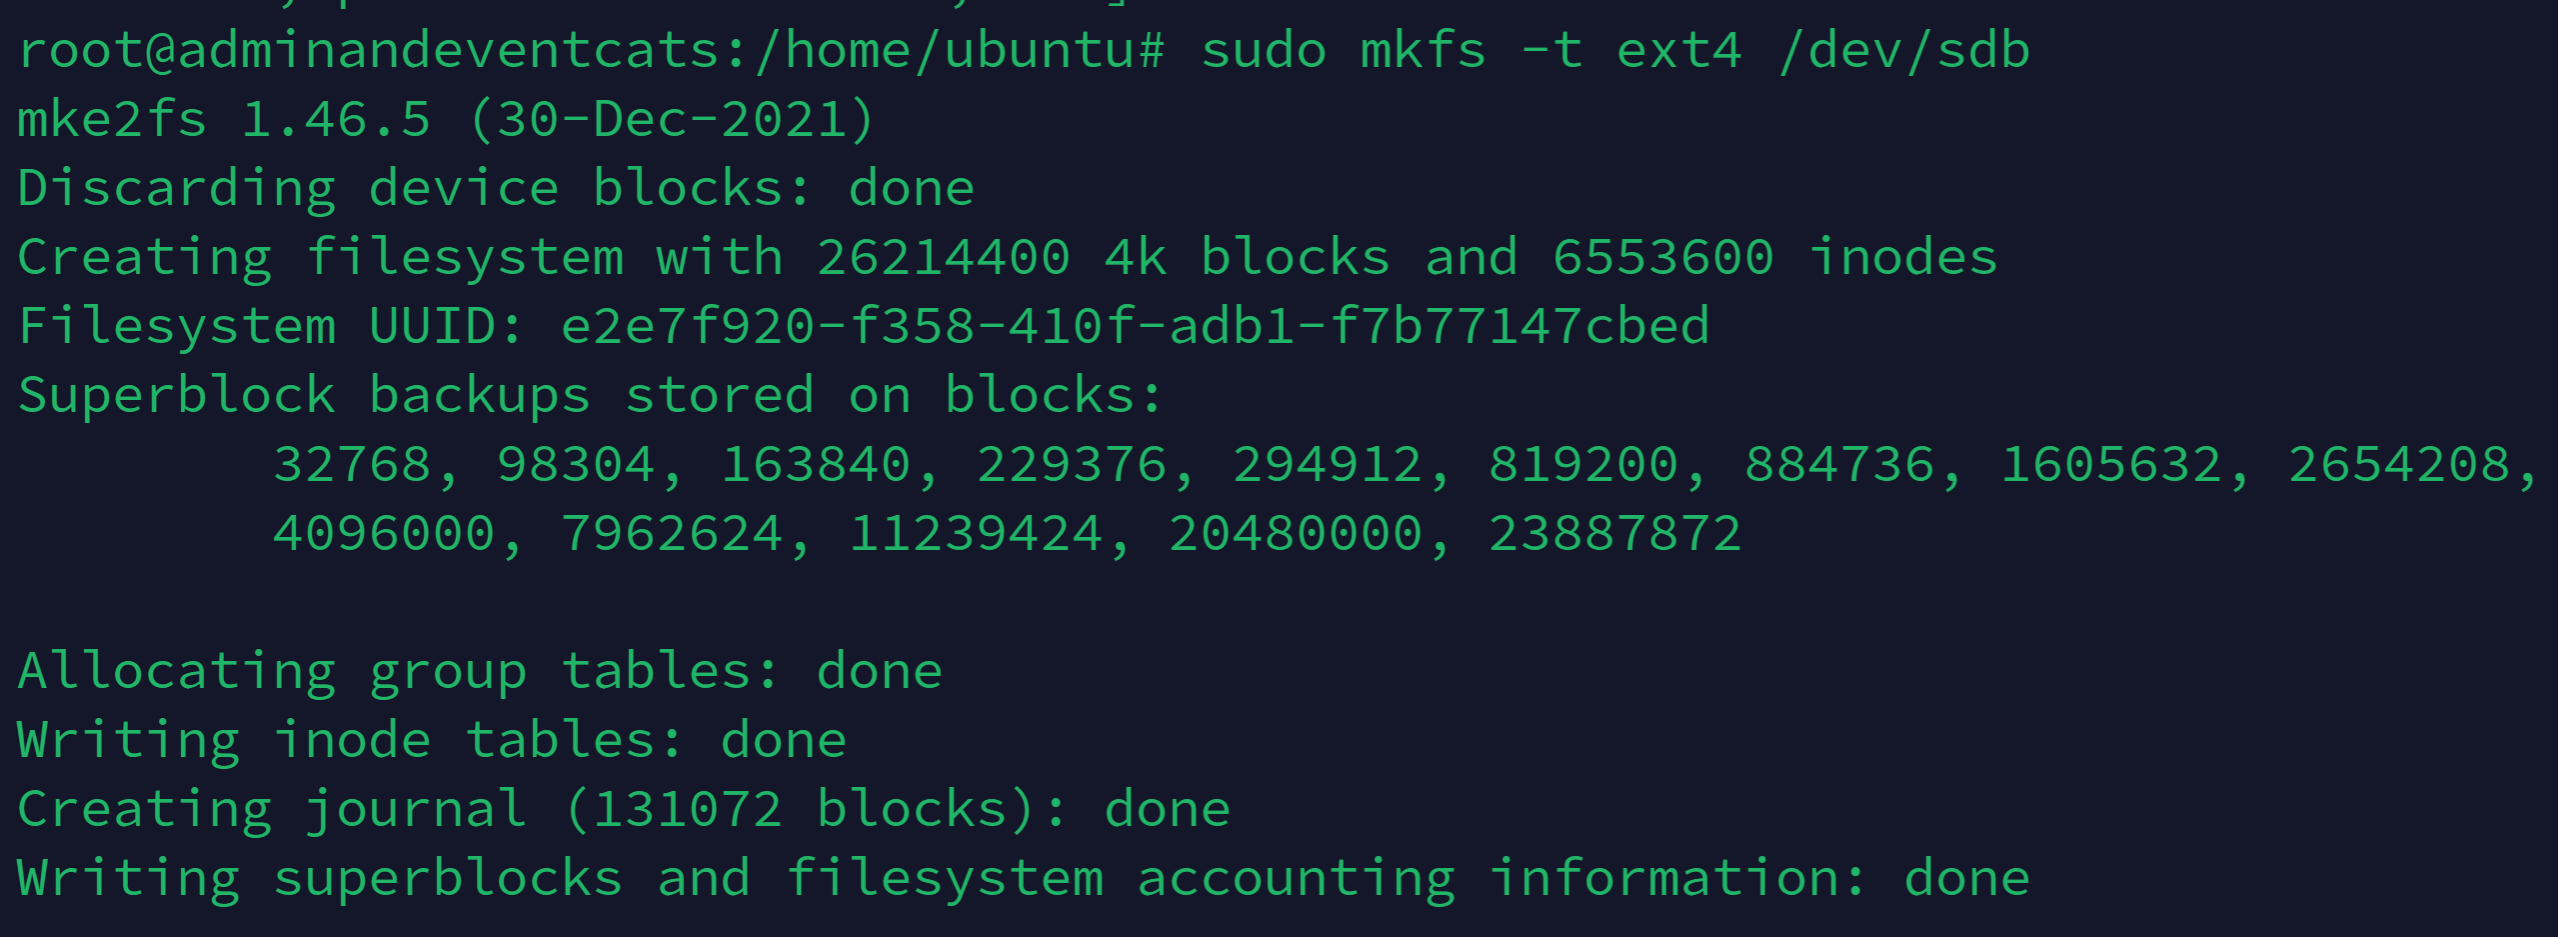 root@adminandeventcats:/home/ubuntu# sudo mkfs -t ext4 /dev/sdb
mke2fs 1.46.5 (30-Dec-2021)
Discarding device blocks: done
Creating filesystem with 26214400 4k blocks and 6553600 inodes
Filesystem UUID: e2e7f920-f358-410f-adb1-f7b77147cbed
Superblock backups stored on blocks:
32768, 98304, 163840, 229376, 294912, 819200, 884736, 1605632, 2654208,
4096000, 7962624, 11239424, 20480000, 23887872
Allocating group tables: done
Writing inode tables: done
Creating journal (131072 blocks): done
Writing superblocks and filesystem accounting information: done